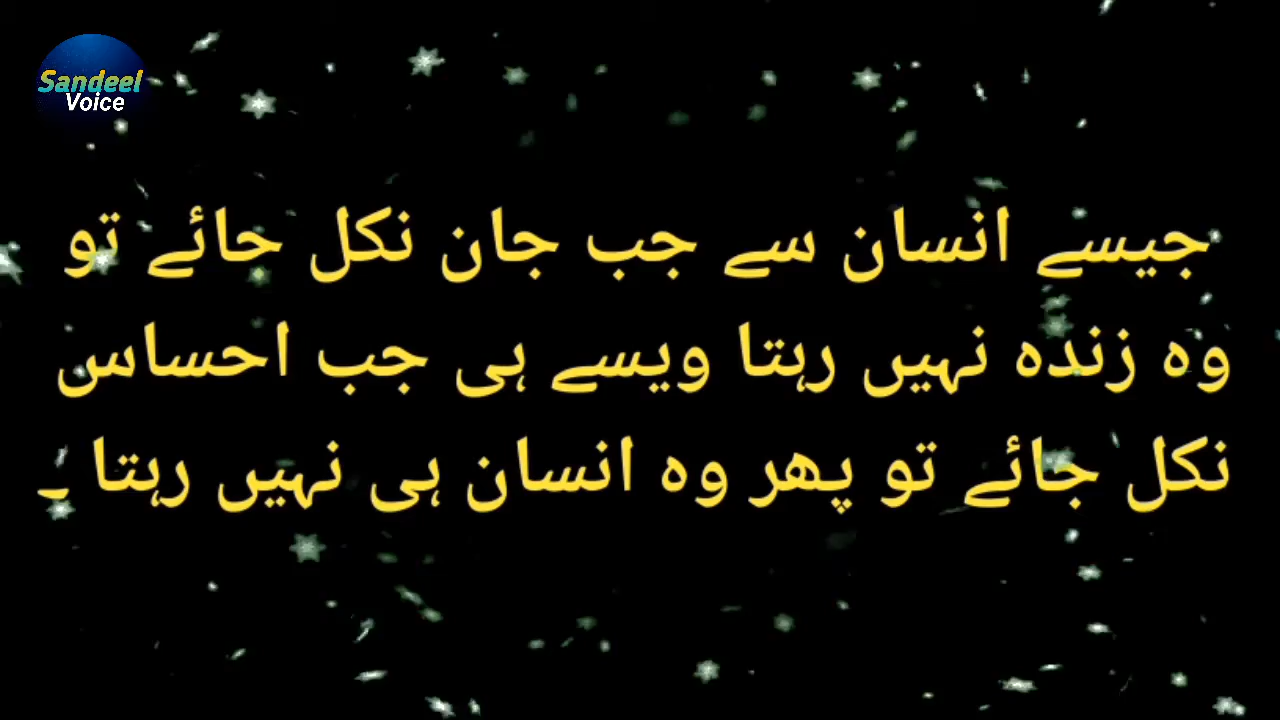 Sandeel
Voice
جیسے انسان سے جب جان نکل حائے تو
وہ زندہ نہیں رہتا ویسے ہی جب احساس
نکل جائے تو پھر وہ انسان ہی نہیں رہتا ۔